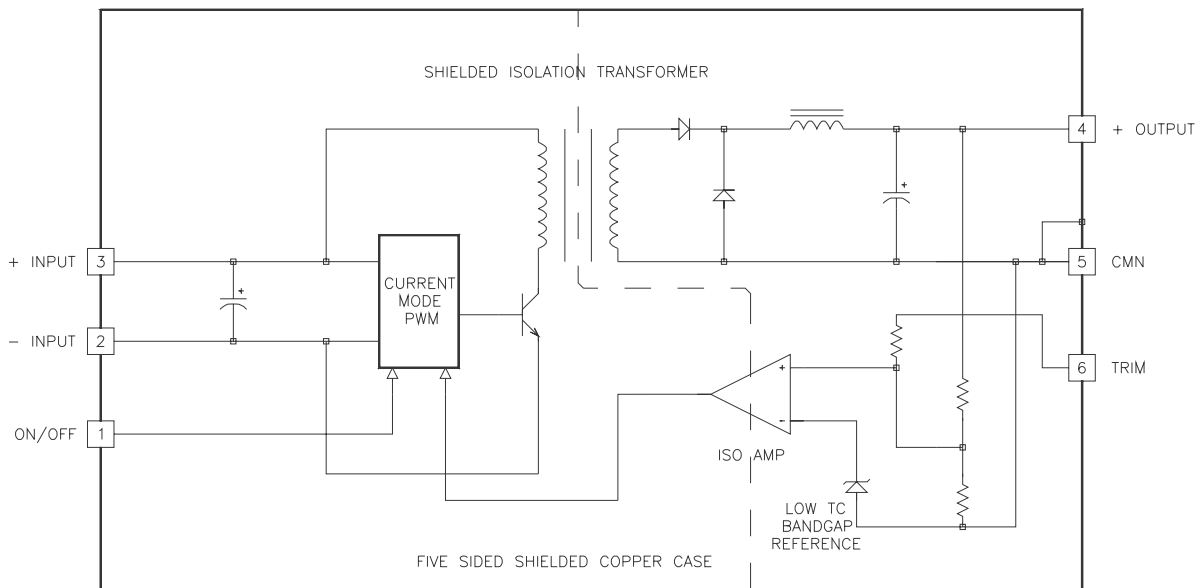 SHIELDED ISOLATION TRANSFORMER
4 + OUTPUT
+ INPUT 3
5 CMN
CURRENT
MODE
PWM
- INPUT 2
6 TRIM
ON/OFF 1
+
+
+
-
ISO AMP
LOW TC
BANDGAP
REFERENCE
FIVE SIDED SHIELDED COPPER CASE